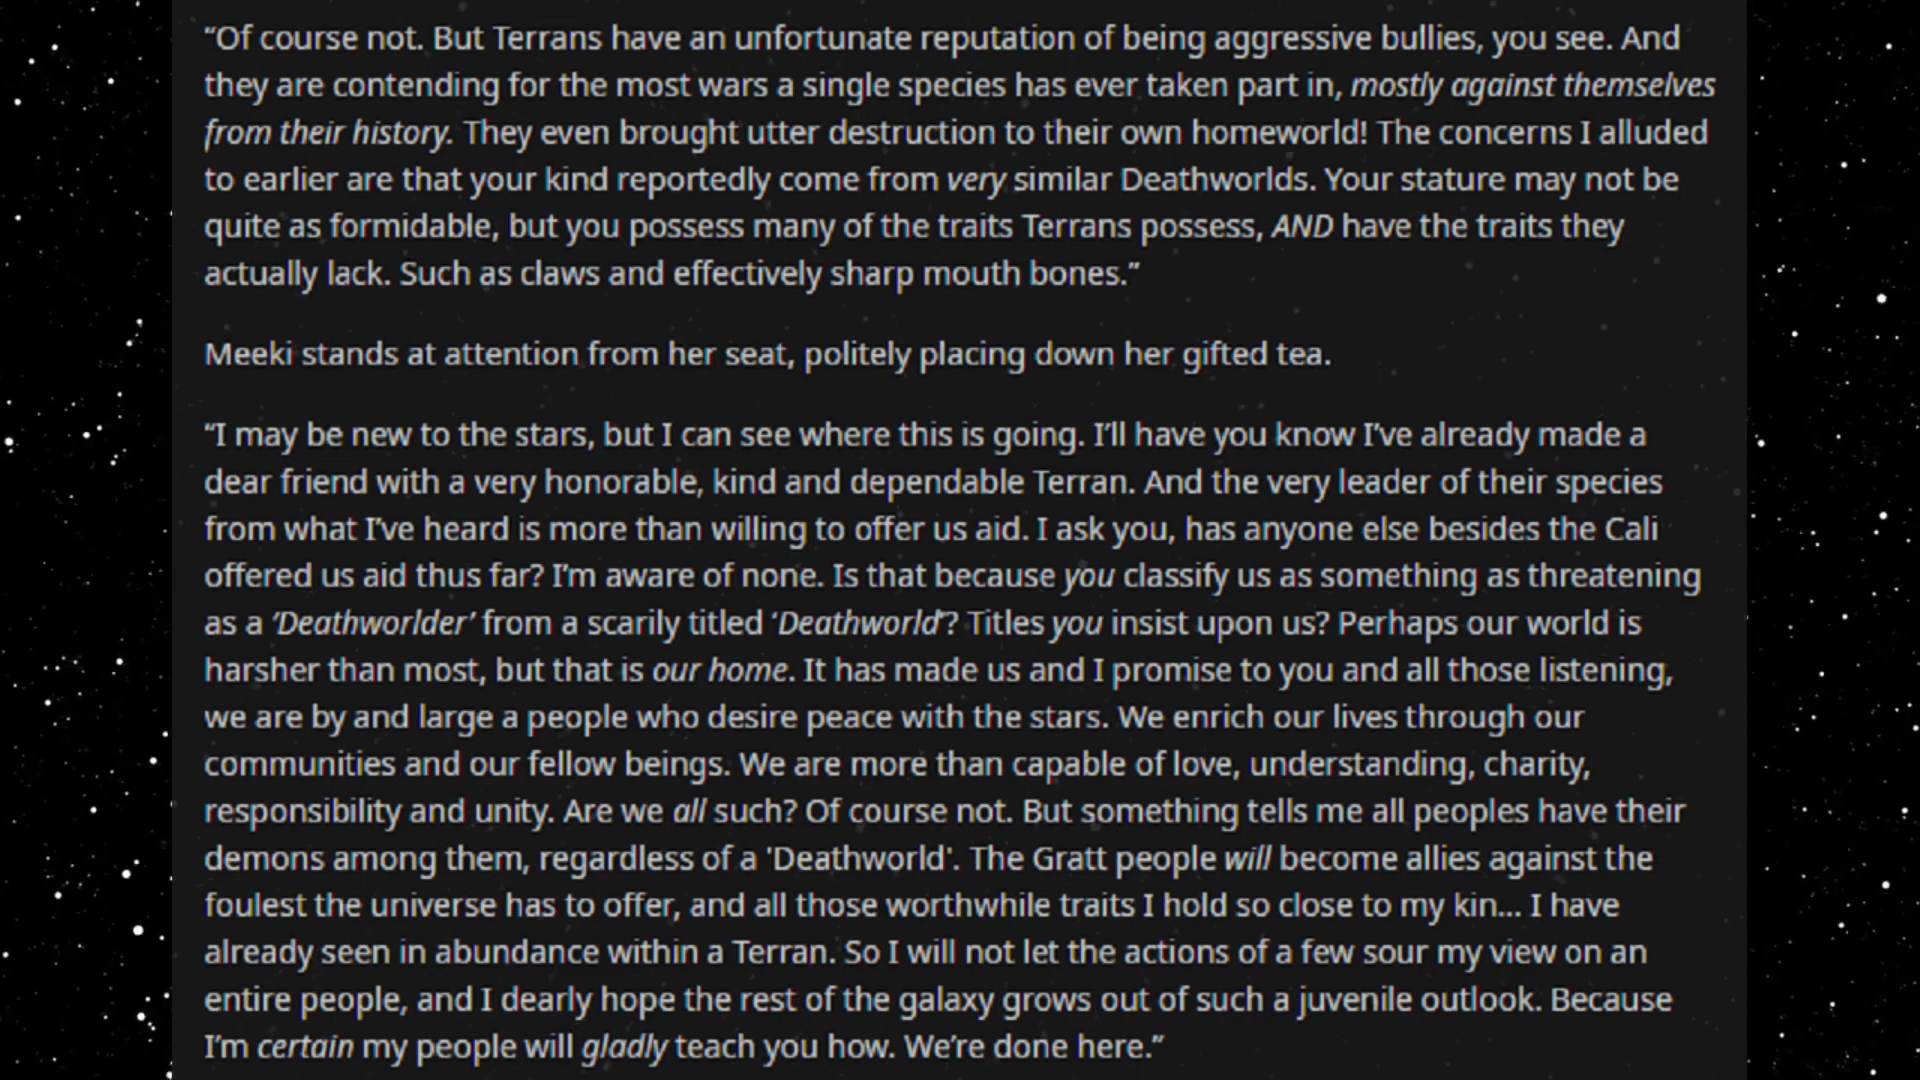 “Of course not. But Terrans have an unfortunate reputation of being aggressive bullies, you see. And
they are contending for the most wars a single species has ever taken part in, mostly against themselves
from their history. They even brought utter destruction to their own homeworld! The concerns I alluded
to earlier are that your kind reportedly come from very similar Deathworlds. Your stature may not be
quite as formidable, but you possess many of the traits Terrans possess, AND have the traits they
actually lack. Such as claws and effectively sharp mouth bones.”
Meeki stands at attention from her seat, politely placing down her gifted tea.
“I may be new to the stars, but I can see where this is going. I’ll have you know I’ve already made a
dear friend with a very honorable, kind and dependable Terran. And the very leader of their species
from what I’ve heard is more than willing to offer us aid. I ask you, has anyone else besides the Cali
offered us aid thus far? I’m aware of none. Is that because you classify us as something as threatening
as a ‘Deathworlder’ from a scarily titled ‘Deathworld’? Titles you insist upon us? Perhaps our world is
harsher than most, but that is our home. It has made us and I promise to you and all those listening,
we are by and large a people who desire peace with the stars. We enrich our lives through our
communities and our fellow beings. We are more than capable of love, understanding, charity,
responsibility and unity. Are we all such? Of course not. But something tells me all peoples have their
demons among them, regardless of a 'Deathworld'. The Gratt people will become allies against the
foulest the universe has to offer, and all those worthwhile traits I hold so close to my kin... I have
already seen in abundance within a Terran. So I will not let the actions of a few sour my view on an
entire people, and I dearly hope the rest of the galaxy grows out of such a juvenile outlook. Because
I’m certain my people will gladly teach you how. We’re done here.”